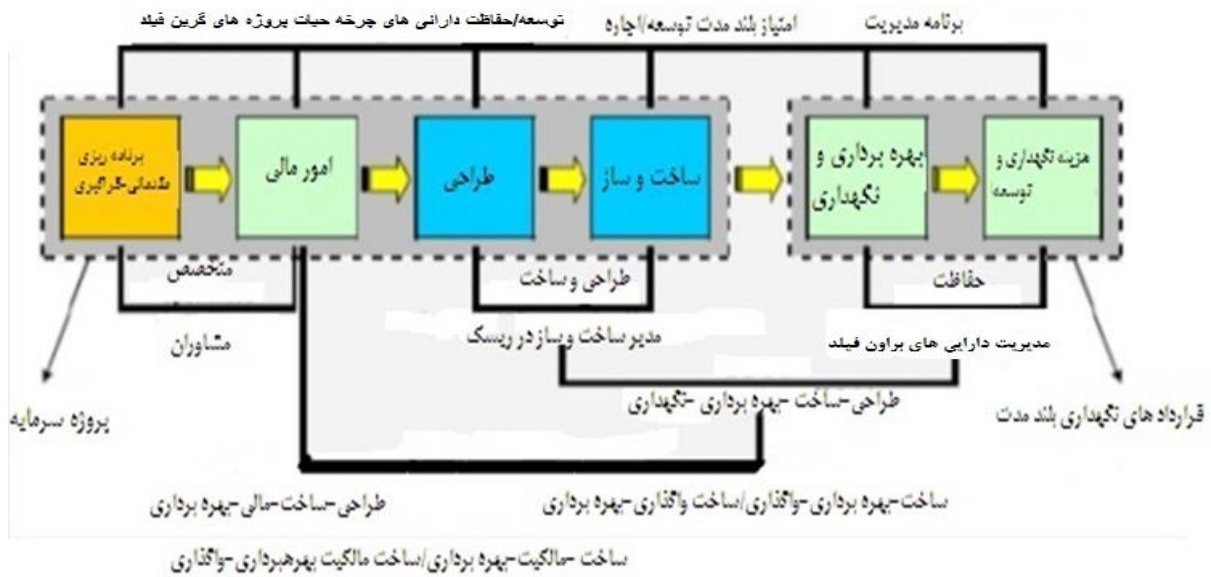 توسعه/حفاظت دارائی های چرخه حیات پروژه های گرین فیلد
امتیاز بلند مدت توسعه/اجاره
برنامه مدیریت
برنامه ریزی
مقدماتی-فراگیری
امور مالی
طراحی
ساخت و ساز
بهره برداری و
نگهداری
هزینه نگهداری و
توسعه
متخصص
طراحی و ساخت
حفاظت
مشاوران
مدیر ساخت و ساز در ریسک
مدیریت دارایی های براون فیلد
پروژه سرمایه
طراحی-ساخت-بهره برداری-نگهداری
قرارداد های نگهداری بلند مدت
طراحی-ساخت-مالی-بهره برداری
ساخت-بهره برداری-واگذاری/ساخت واگذاری-بهره برداری
ساخت -مالکیت-بهره برداری/ساخت مالکیت بهرهبرداری-واگذاری